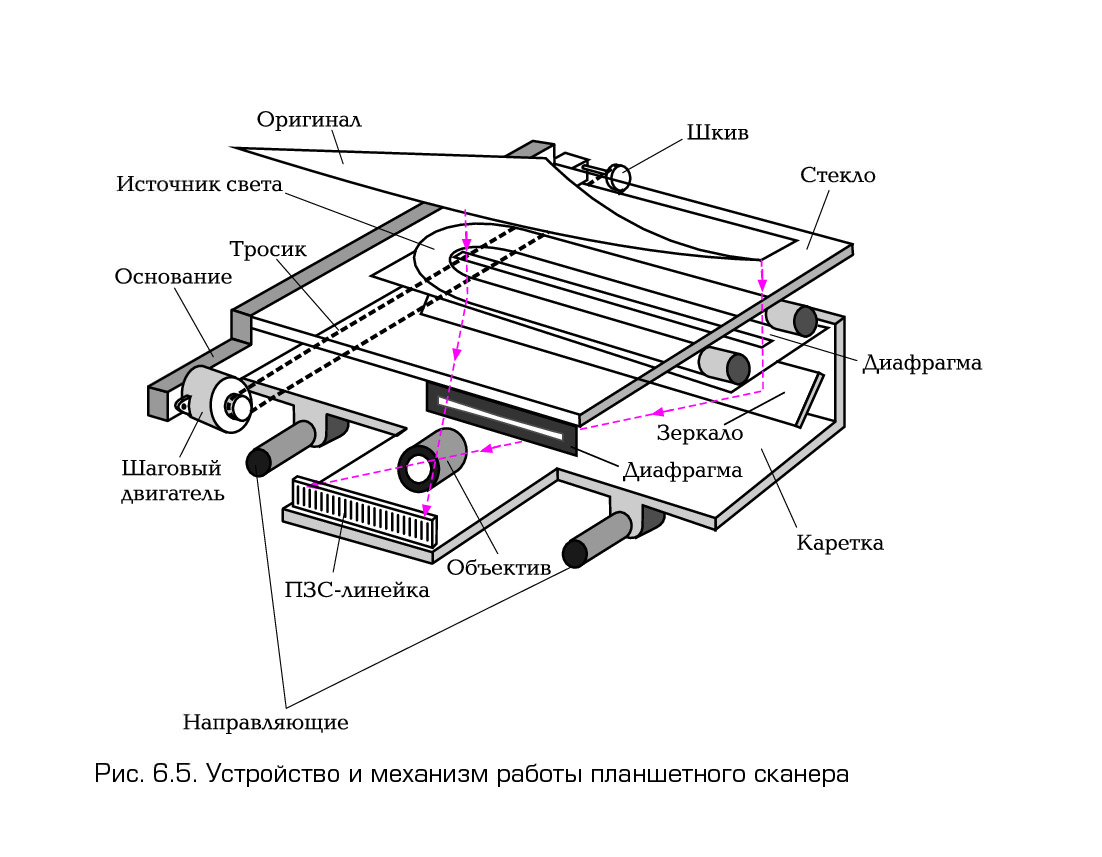 Оригинал
Шкив
Стекло
Источник света
Тросик
Основание
Диафрагма
Зеркало
Диафрагма
Шаговый
двигатель
Каретка
Объектив
ПЗС-линейка
Направляющие
Рис. 6.5. Устройство и механизм работы планшетного сканера